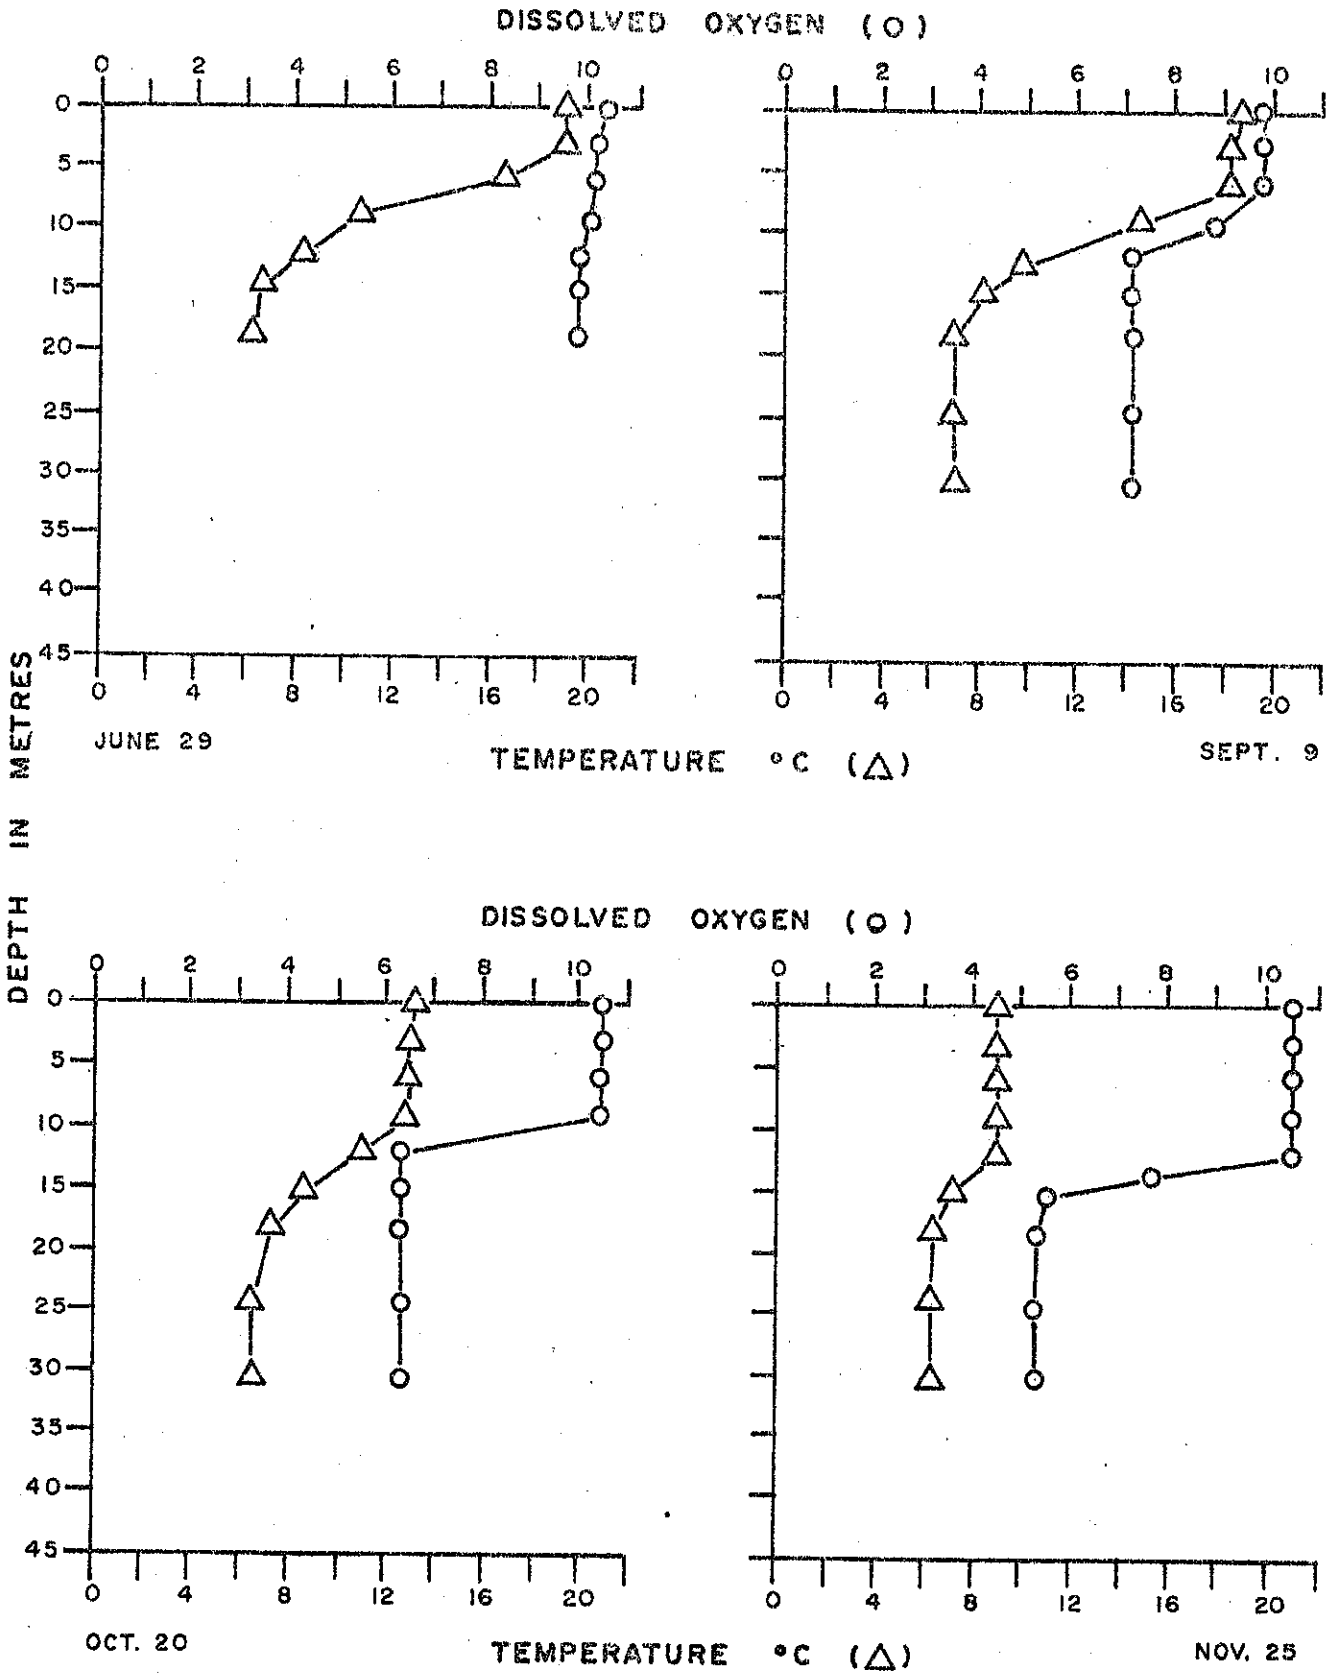 DISSOLVED OXYGEN (O)
0 2 4 6 8 10
0 2 4 6 8 10
0
5
10
15
20
25
30
35
40
45
0 4 8 12 16 20
0 4 8 12 16 20
JUNE 29
TEMPERATURE °C (△)
SEPT. 9
DEPTH IN METRES
DISSOLVED OXYGEN (O)
0 2 4 6 8 10
0 2 4 6 8 10
0
5
10
15
20
25
30
35
40
45
0 4 8 12 16 20
0 4 8 12 16 20
OCT. 20
TEMPERATURE °C (△)
NOV. 25